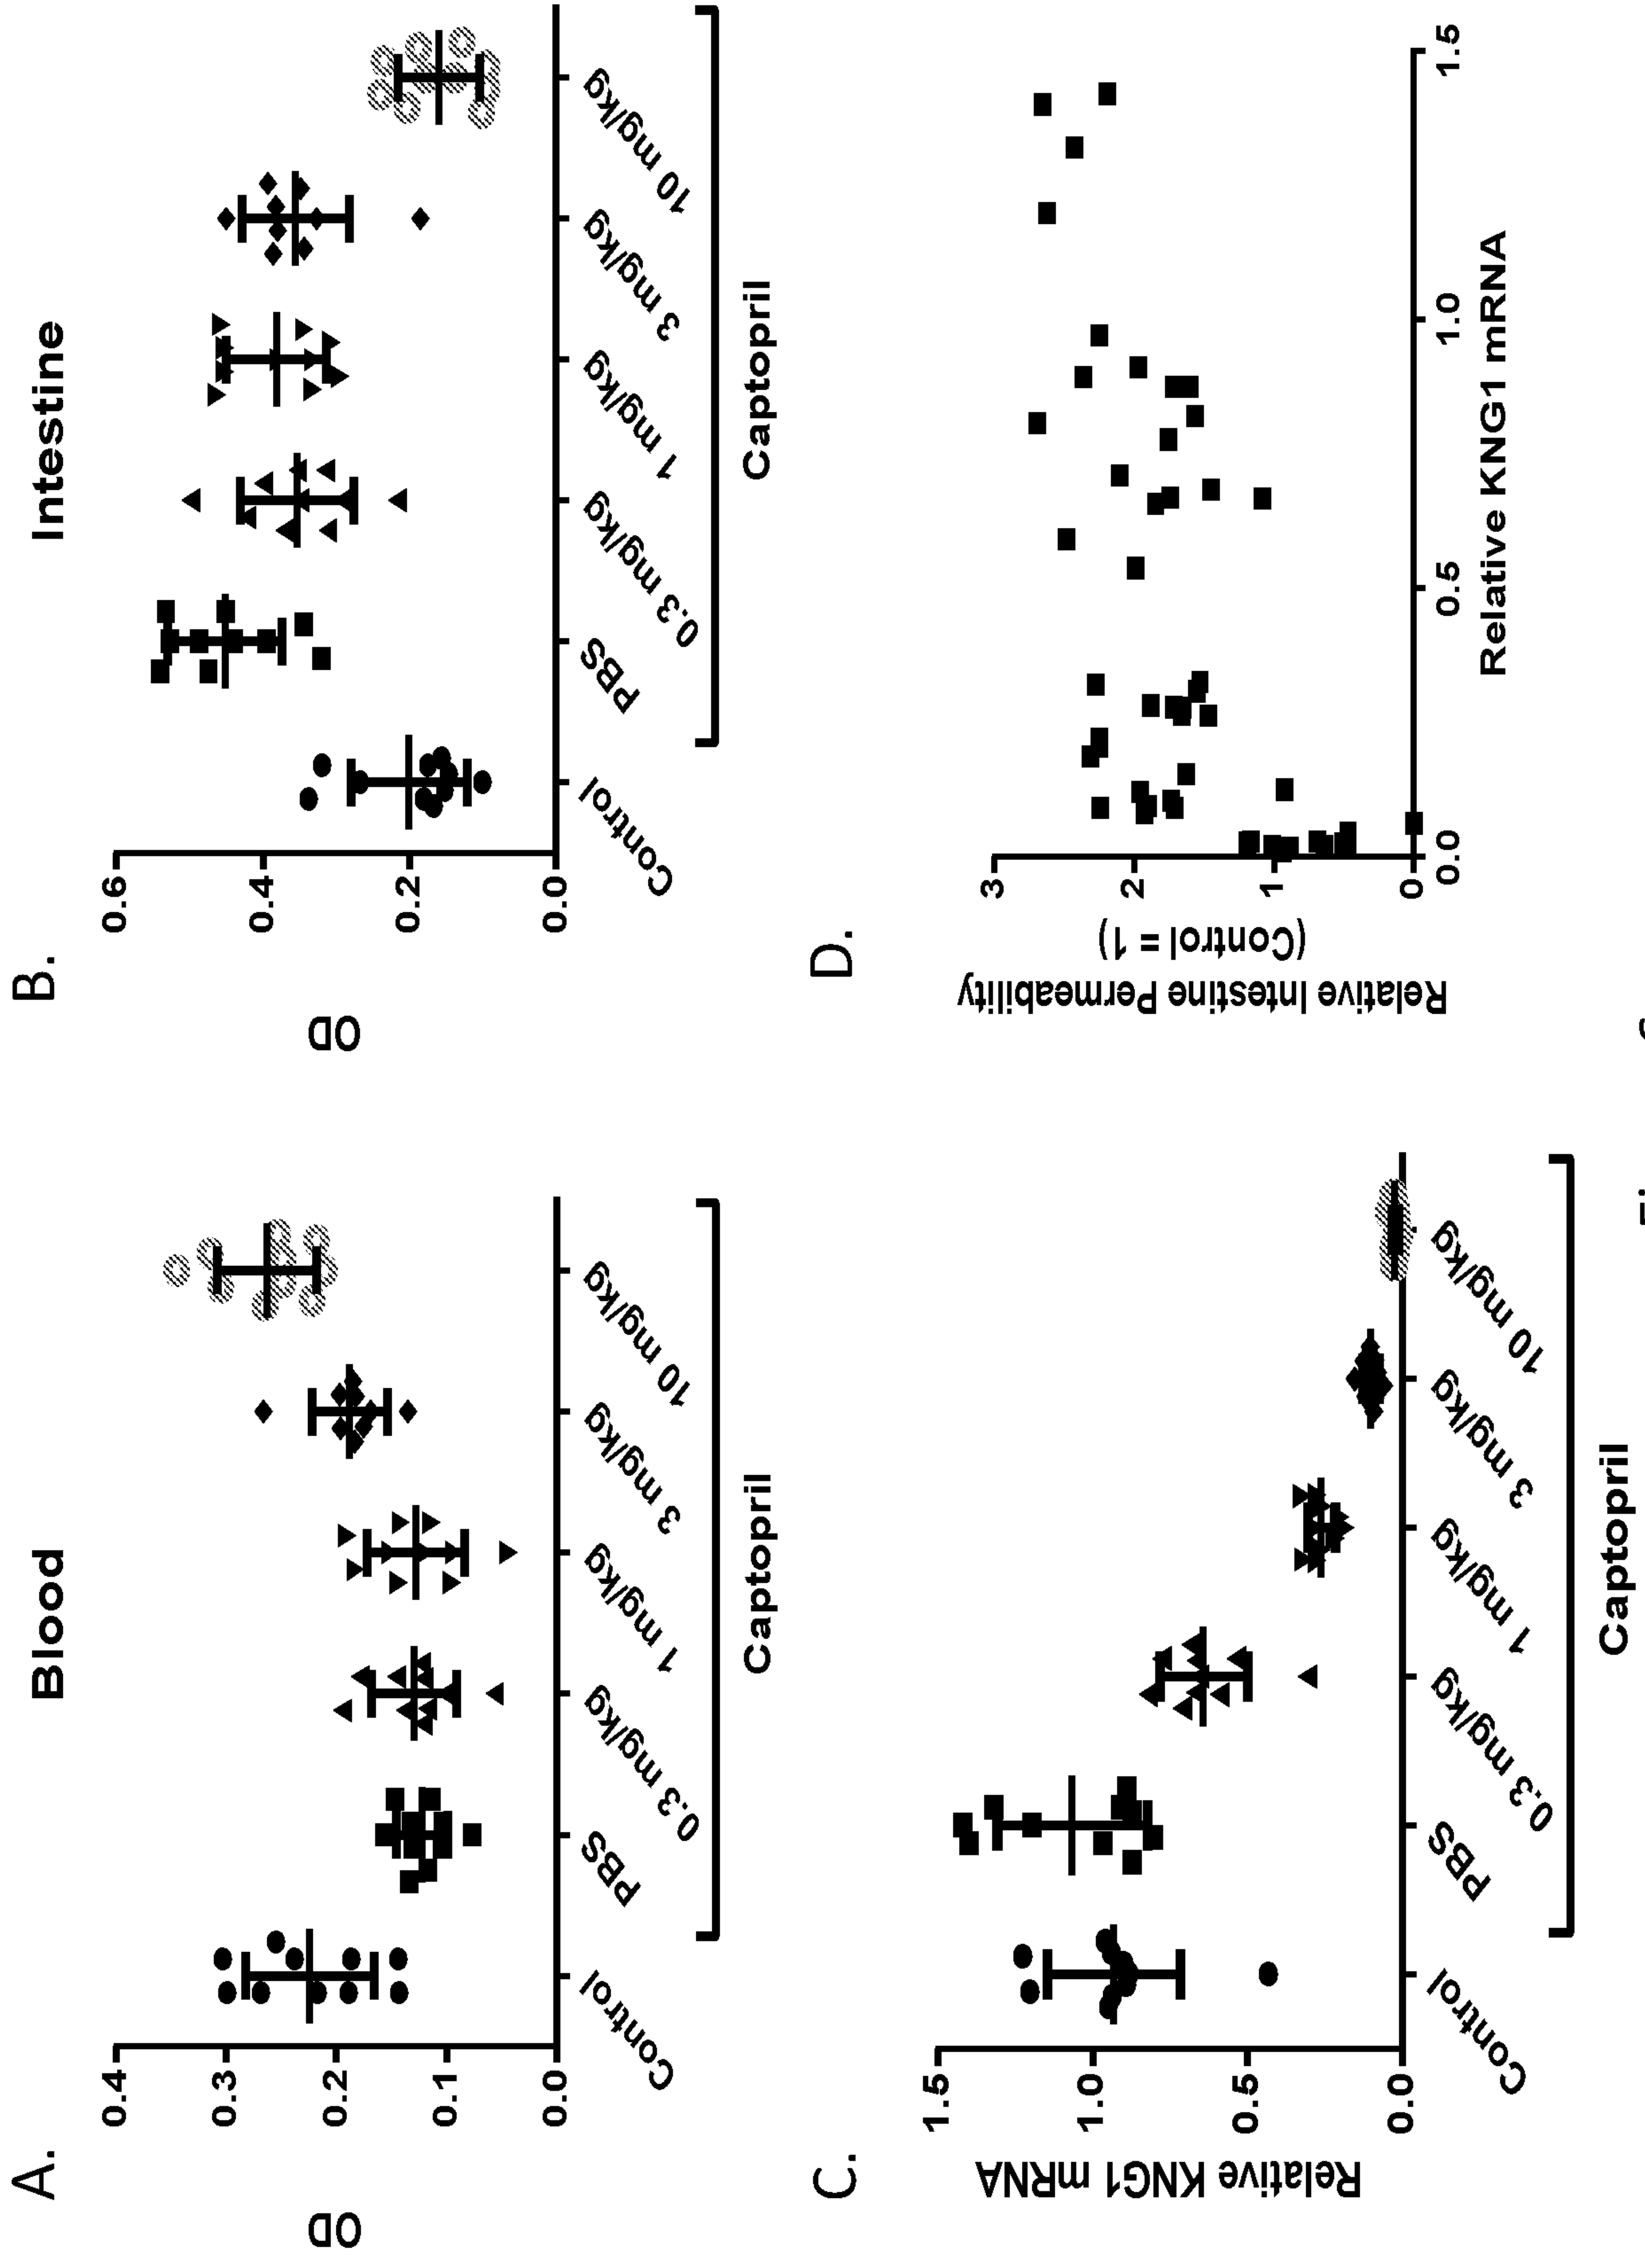 A.
Blood
OD
0.4
0.3
0.2
0.1
0.0
Control
PBS
0.3 mg/kg
1 mg/kg
3 mg/kg
10 mg/kg
Captopril
B.
Intestine
OD
0.6
0.4
0.2
0.0
Control
PBS
0.3 mg/kg
1 mg/kg
3 mg/kg
10 mg/kg
Captopril
C.
Relative KNG1 mRNA
1.5
1.0
0.5
0.0
Control
PBS
0.3 mg/kg
1 mg/kg
3 mg/kg
10 mg/kg
Captopril
D.
Relative Intestine Permeability
(Control = 1)
3
2
1
0
0.0
0.5
1.0
1.5
Relative KNG1 mRNA